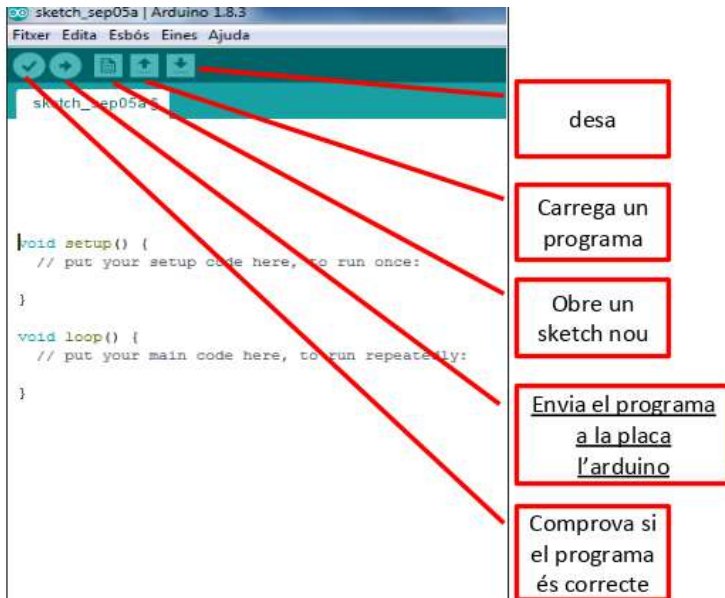 sketch_sep05a | Arduino 1.8.3
Fitxer Edita Esbós Eines Ajuda
sketch_sep05a §
void setup() {
// put your setup code here, to run once:
}
void loop() {
// put your main code here, to run repeatedly:
}
desa
Carrega un
programa
Obre un
sketch nou
Envia el programa
a la placa
l'arduino
Comprova si
el programa
és correcte